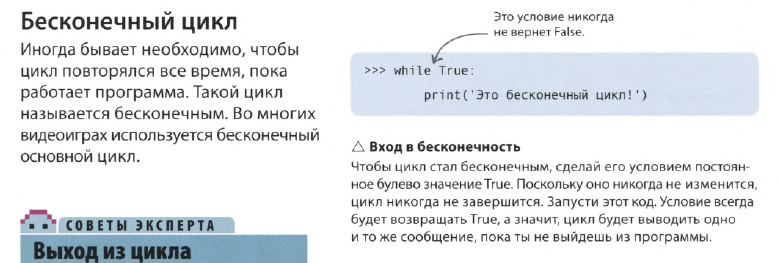 Бесконечный цикл
Иногда бывает необходимо, чтобы
цикл повторялся все время, пока
работает программа. Такой цикл
называется бесконечным. Во многих
видеоиграх используется бесконечный
основной цикл.
СОВЕТЫ ЭКСПЕРТА
Выход из цикла
Это условие никогда
не вернет False.
>>> while True:
print('Это бесконечный цикл!')
△ Вход в бесконечность
Чтобы цикл стал бесконечным, сделай его условием постоян-
ное булево значение True. Поскольку оно никогда не изменится,
цикл никогда не завершится. Запусти этот код. Условие всегда
будет возвращать True, а значит, цикл будет выводить одно
и то же сообщение, пока ты не выйдешь из программы.